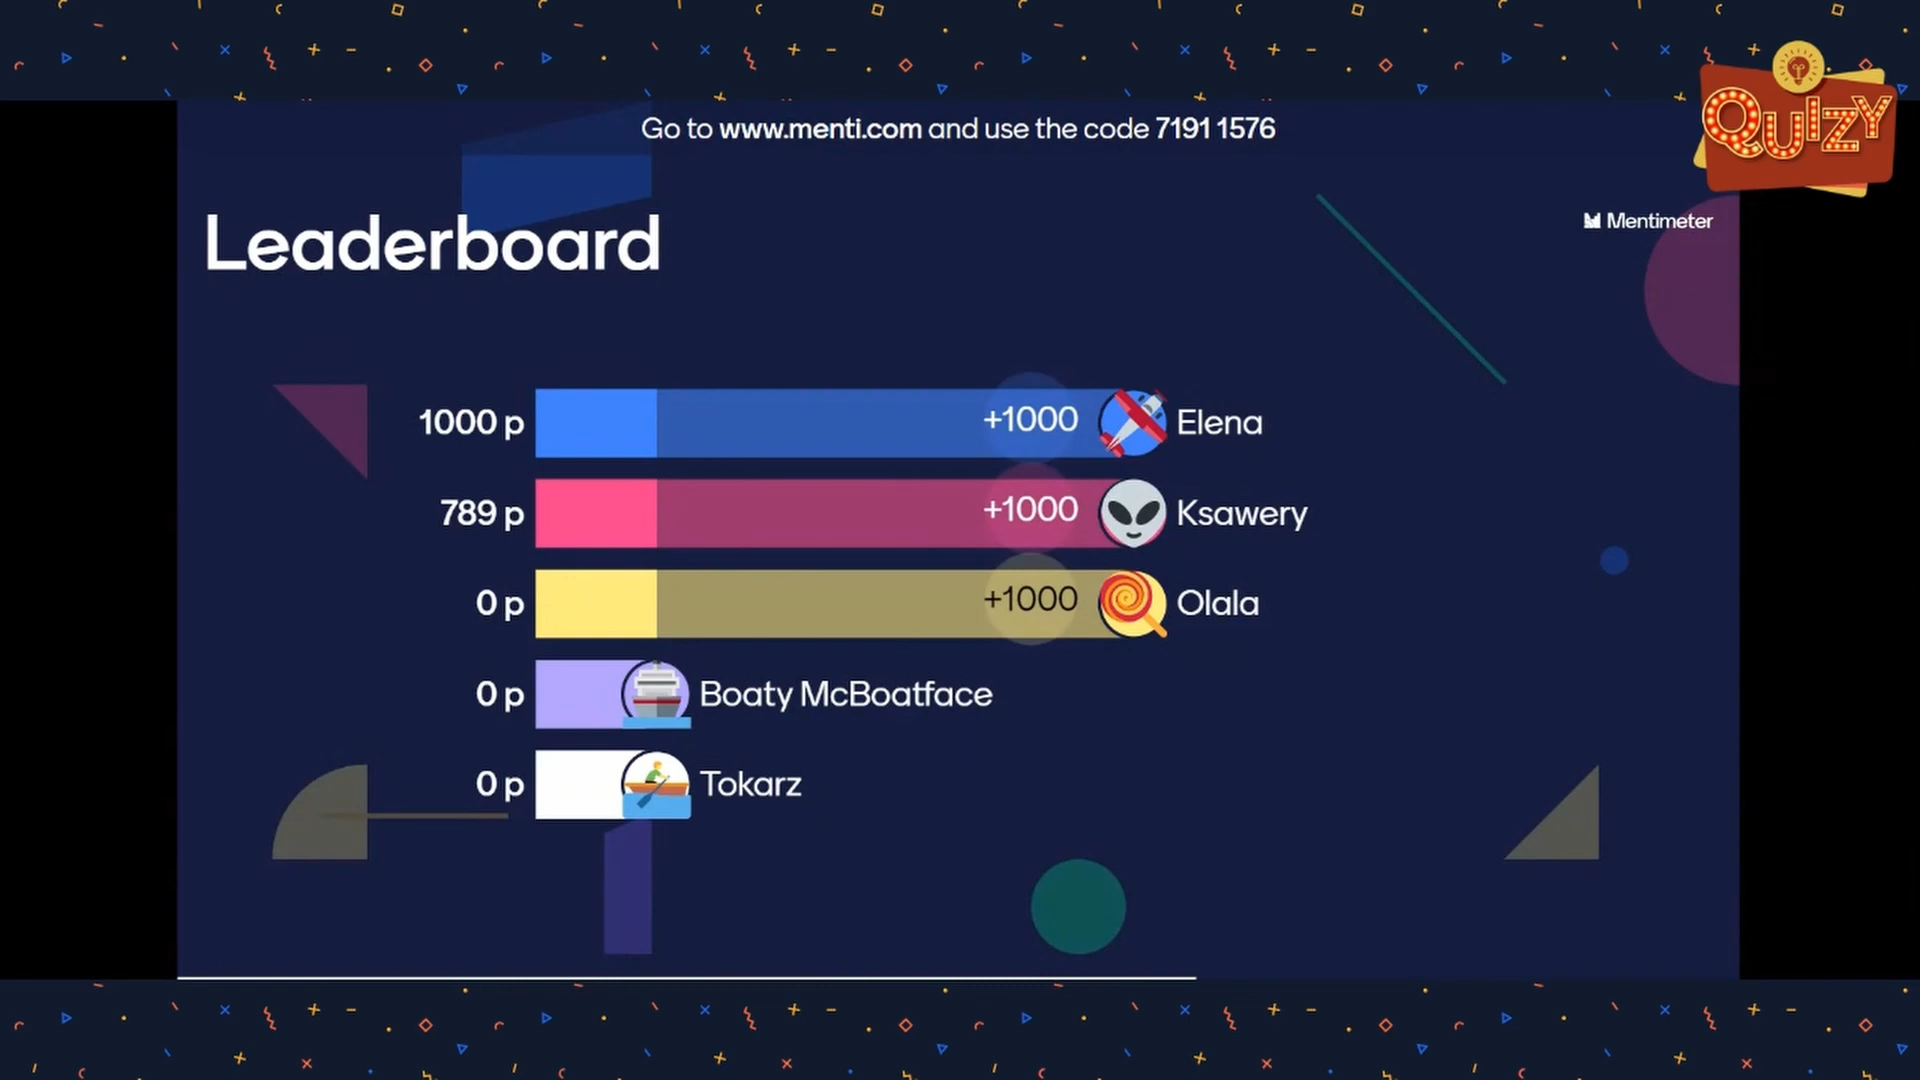 Go to www.menti.com and use the code 7191 1576
QUIZY
Mentimeter
Leaderboard
1000 p +1000 Elena
789 p +1000 Ksawery
0 p +1000 Olala
0 p Boaty McBoatface
0 p Tokarz